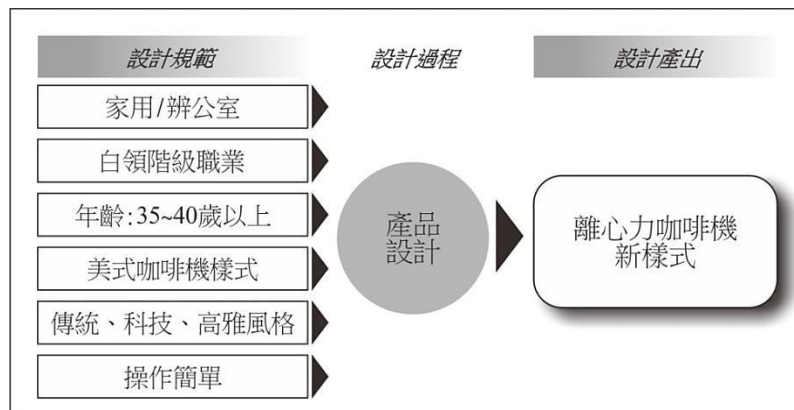 設計規範
設計過程
設計產出
家用/辨公室
白領階級職業
年齡:35~40歲以上
美式咖啡機樣式
傳統、科技、高雅風格
操作簡單
產品
設計
離心力咖啡機
新樣式